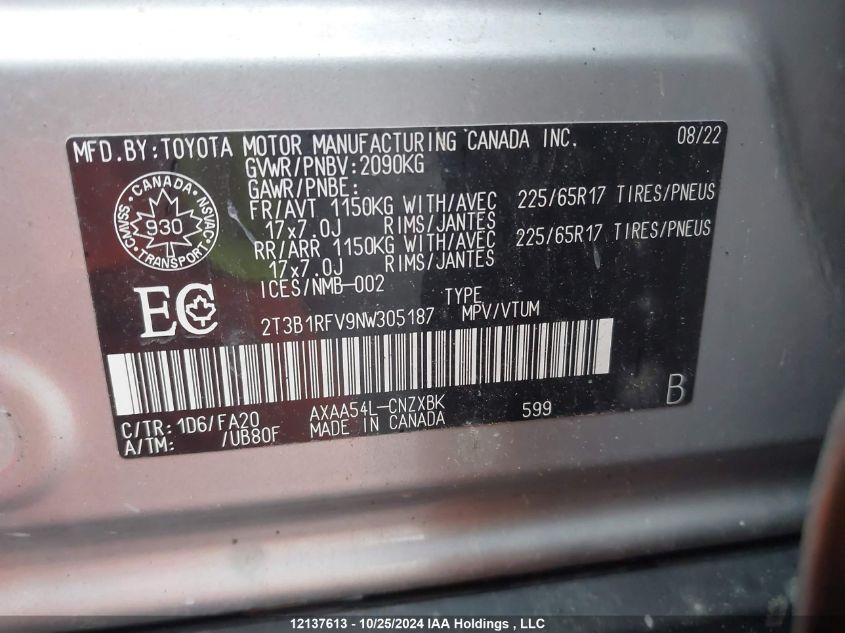 MFD.BY:TOYOTA MOTOR MANUFACTURING CANADA INC. 08/22
GVWR/PNBV:2090KG
GAWR/PNBE:
FR/AVT 1150KG WITH/AVEC 225/65R17 TIRES/PNEUS
17x7.0J RIMS/JANTES
RR/ARR 1150KG WITH/AVEC 225/65R17 TIRES/PNEUS
17x7.0J RIMS/JANTES
ICES/NMB-002
CANADA
CMVSS 930 NSVAC
TRANSPORT
EC
TYPE
2T3B1RFV9NW305187 MPV/VTUM
B
C/TR: 1D6/FA20 AXAA54L-CNZXBK 599
A/TM: /UB80F MADE IN CANADA
12137613 - 10/25/2024 IAA Holdings , LLC